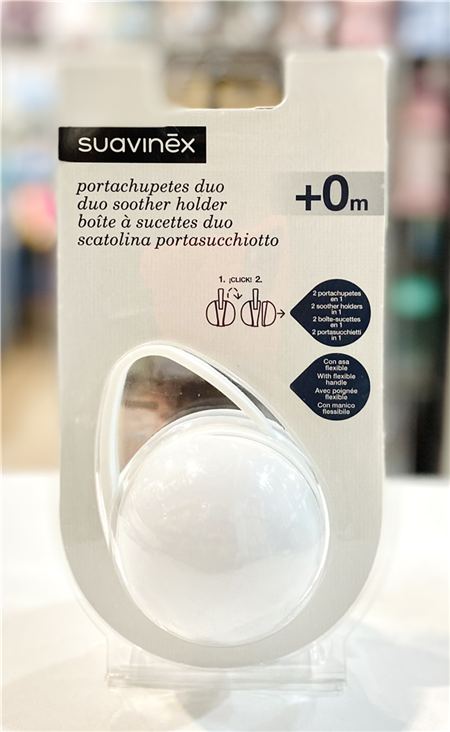 suavinēx
portachupetes duo
duo soother holder
boîte à sucettes duo
scatolina portasucchiotto
+0m
1. ¡CLICK! 2.
2 portachupetes
en 1
2 soother holders
in 1
2 boîte-sucettes
en 1
2 portasucchietti
in 1
Con asa
flexible
With flexible
handle
Avec poignée
flexible
Con manico
flessibile